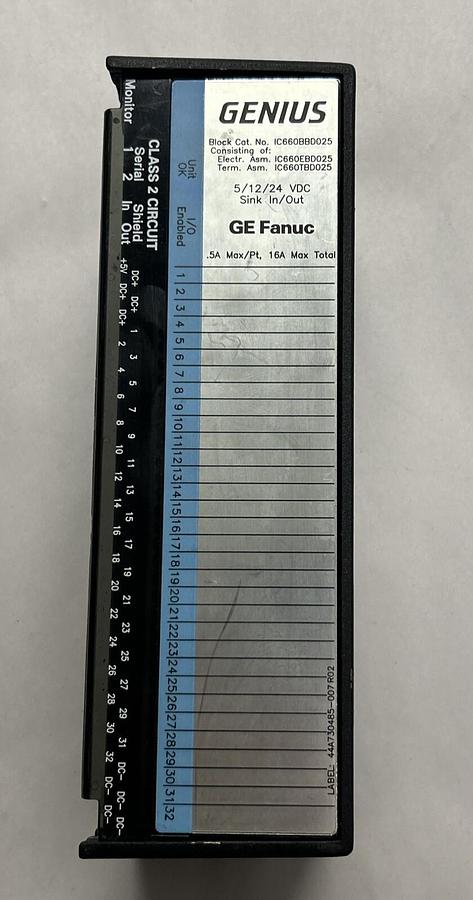 GENIUS
Block Cat. No. IC660BBD025
Consisting of:
Electr. Asm. IC660EBD025
Term. Asm. IC660TBD025
5/12/24 VDC
Sink In/Out
GE Fanuc
.5A Max/Pt, 16A Max Total
Unit OK
I/O Enabled
1 2 3 4 5 6 7 8 9 10 11 12 13 14 15 16 17 18 19 20 21 22 23 24 25 26 27 28 29 30 31 32
LABEL: 44A730485-007 R02
CLASS 2 CIRCUIT
Monitor
Serial Shield
1 2 In Out
DC+ DC+ 1 3 5 7 9 11 13 15 17 19 21 23 25 27 29 31 DC- DC- DC-
+5V DC+ DC+ 2 4 6 8 10 12 14 16 18 20 22 24 26 28 30 32 DC- DC-